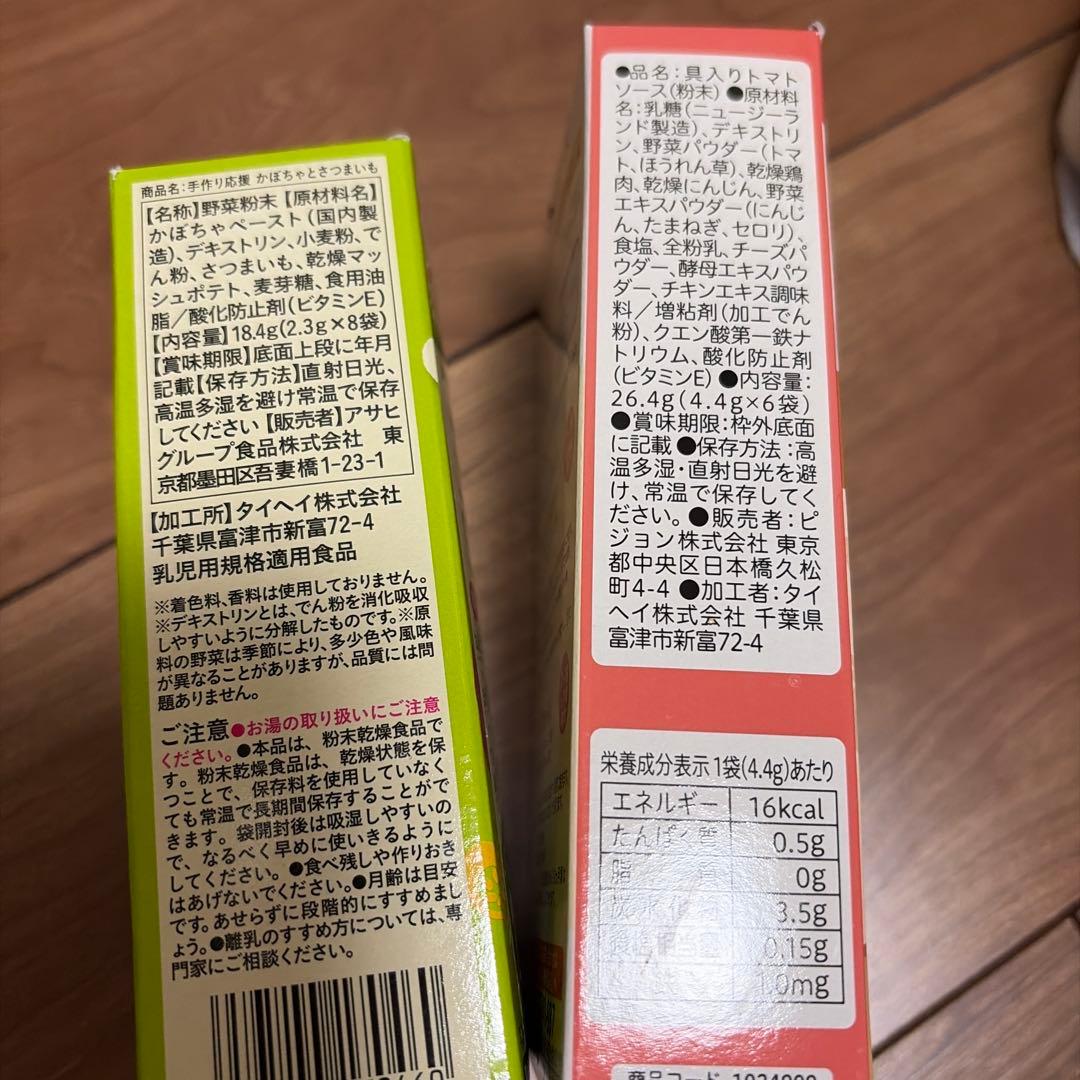 商品名:手作り応援 かぼちゃとさつまいも
【名称】野菜粉末【原材料名】
かぼちゃペースト(国内製
造)、デキストリン、小麦粉、で
ん粉、さつまいも、乾燥マッ
シュポテト、麦芽糖、食用油
脂/酸化防止剤(ビタミンE)
【内容量】18.4g(2.3g×8袋)
【賞味期限】底面上段に年月
記載【保存方法】直射日光、
高温多湿を避け常温で保存
してください【販売者】アサヒ
グループ食品株式会社 東
京都墨田区吾妻橋1-23-1
【加工所】タイヘイ株式会社
千葉県富津市新富72-4
乳児用規格適用食品
※着色料、香料は使用しておりません。
※デキストリンとは、でん粉を消化吸収
しやすいように分解したものです。※原
料の野菜は季節により、多少色や風味
が異なることがありますが、品質には問
題ありません。
ご注意●お湯の取り扱いにご注意
ください。●本品は、粉末乾燥食品で
す。粉末乾燥食品は、乾燥状態を保
つことで、保存料を使用していなく
ても常温で長期間保存することがで
きます。袋開封後は吸湿しやすいの
で、なるべく早めに使いきるように
してください。●食べ残しや作りおき
はあげないでください。●月齢は目安
です。あせらずに段階的にすすめまし
ょう。●離乳のすすめ方については、専
門家にご相談ください。
●品名:具入りトマト
ソース(粉末) ●原材料
名:乳糖(ニュージーラ
ンド製造)、デキストリ
ン、野菜パウダー(トマ
ト、ほうれん草)、乾燥鶏
肉、乾燥にんじん、野菜
エキスパウダー(にんじ
ん、たまねぎ、セロリ)、
食塩、全粉乳、チーズパ
ウダー、酵母エキスパウ
ダー、チキンエキス調味
料/増粘剤(加工でん
粉)、クエン酸第一鉄ナ
トリウム、酸化防止剤
(ビタミンE) ●内容量:
26.4g(4.4g×6袋)
●賞味期限:枠外底面
に記載 ●保存方法:高
温多湿・直射日光を避
け、常温で保存してく
ださい。●販売者:ピ
ジョン株式会社 東京
都中央区日本橋久松
町4-4 ●加工者:タイ
ヘイ株式会社 千葉県
富津市新富72-4
栄養成分表示 1袋(4.4g)あたり
エネルギー 16kcal
たんぱく質 0.5g
脂質 0g
3.5g
0.15g
商品コード